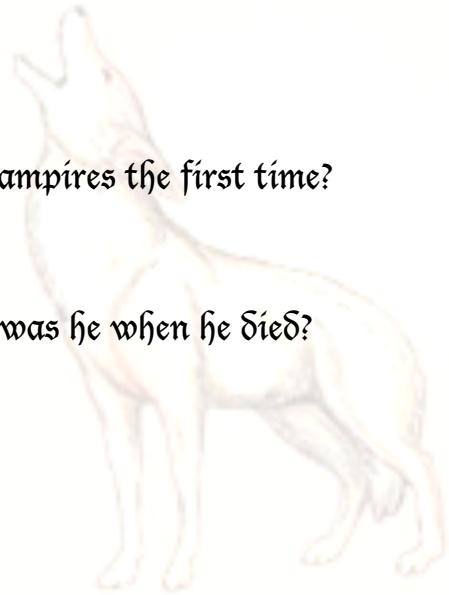 ampires the first time?
was he when he died?